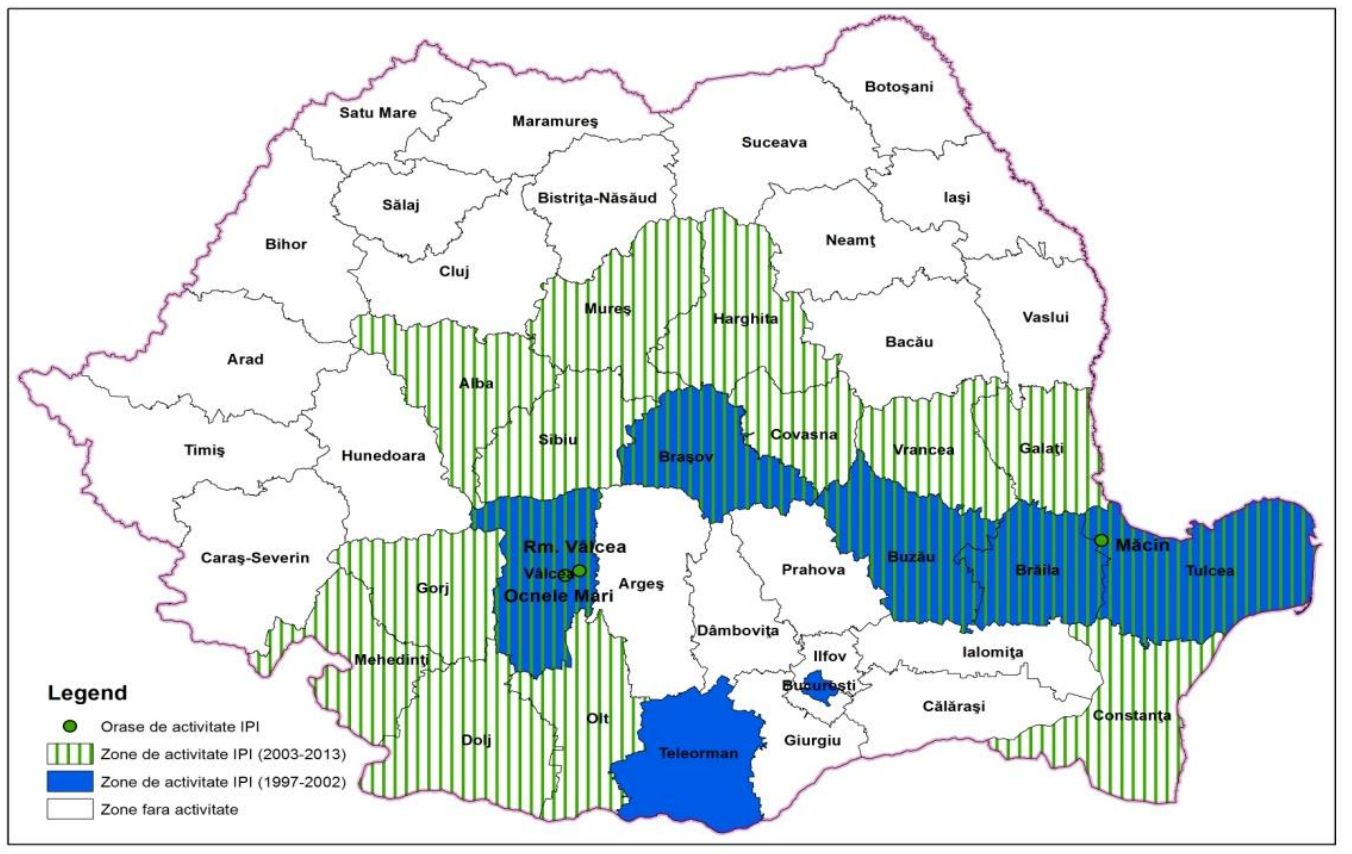 Botoşani
Satu Mare
Maramureş
Suceava
Iaşi
Bistriţa-Năsăud
Sălaj
Neamţ
Bihor
Cluj
Mureş
Harghita
Vaslui
Bacău
Arad
Alba
Covasna
Sibiu
Vrancea
Galaţi
Timiş
Hunedoara
Braşov
Măcin
Rm. Vâlcea
Caraş-Severin
Buzău
Prahova
Brăila
Tulcea
Vâlcea
Argeş
Gorj
Ocnele Mari
Dâmboviţa
Ilfov
Ialomiţa
Mehedinţi
Bucureşti
Călăraşi
Constanţa
Olt
Dolj
Giurgiu
Teleorman
Legend
Orase de activitate IPI
Zone de activitate IPI (2003-2013)
Zone de activitate IPI (1997-2002)
Zone fara activitate